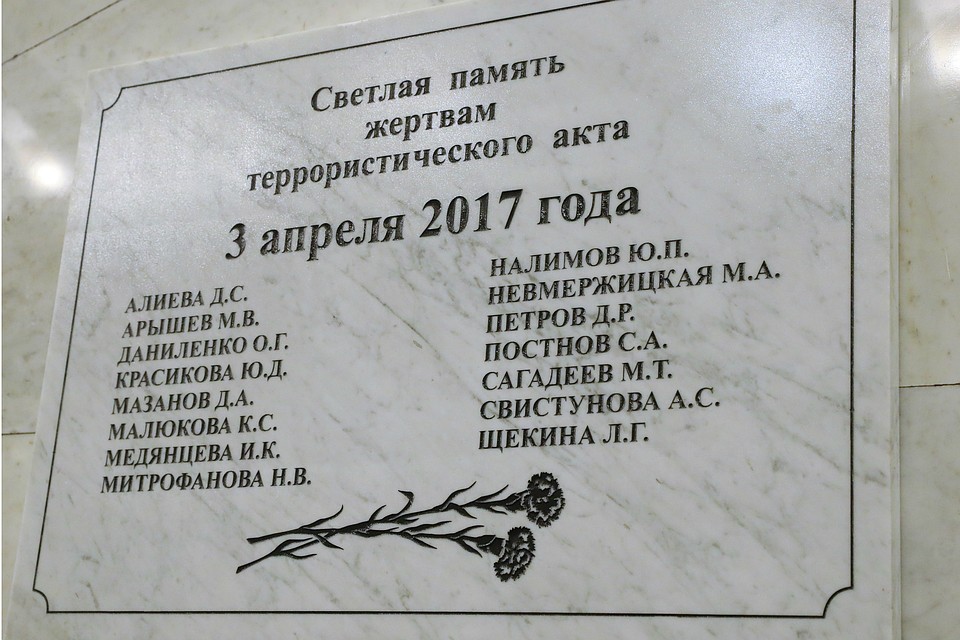 Светлая память
жертвам
террористического акта
3 апреля 2017 года
АЛИЕВА Д.С.
АРЫШЕВ М.В.
ДАНИЛЕНКО О.Г.
КРАСИКОВА Ю.Д.
МАЗАНОВ Д.А.
МАЛЮКОВА К.С.
МЕДЯНЦЕВА И.К.
МИТРОФАНОВА Н.В.
НАЛИМОВ Ю.П.
НЕВМЕРЖИЦКАЯ М.А.
ПЕТРОВ Д.Р.
ПОСТНОВ С.А.
САГАДЕЕВ М.Т.
СВИСТУНОВА А.С.
ЩЕКИНА Л.Г.